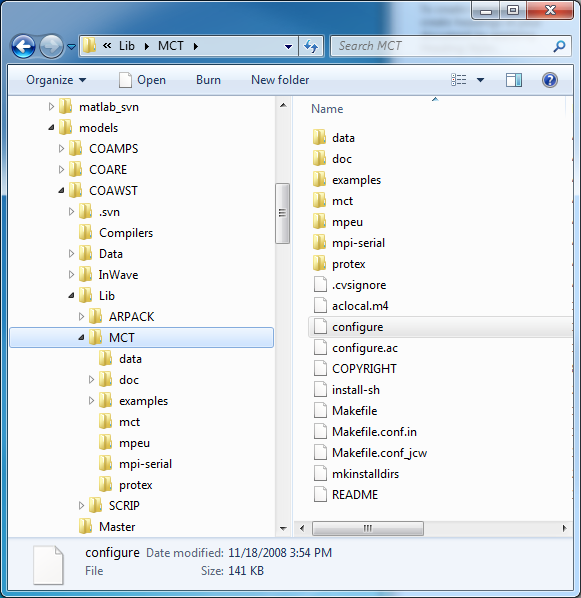 « Lib MCT
Search MCT
Organize Open Burn New folder
matlab_svn
models
COAMPS
COARE
COAWST
.svn
Compilers
Data
InWave
Lib
ARPACK
MCT
data
doc
examples
mct
mpeu
mpi-serial
protex
SCRIP
Master
Name
data
doc
examples
mct
mpeu
mpi-serial
protex
.cvsignore
aclocal.m4
configure
configure.ac
COPYRIGHT
install-sh
Makefile
Makefile.conf.in
Makefile.conf_jcw
mkinstalldirs
README
configure Date modified: 11/18/2008 3:54 PM
File Size: 141 KB